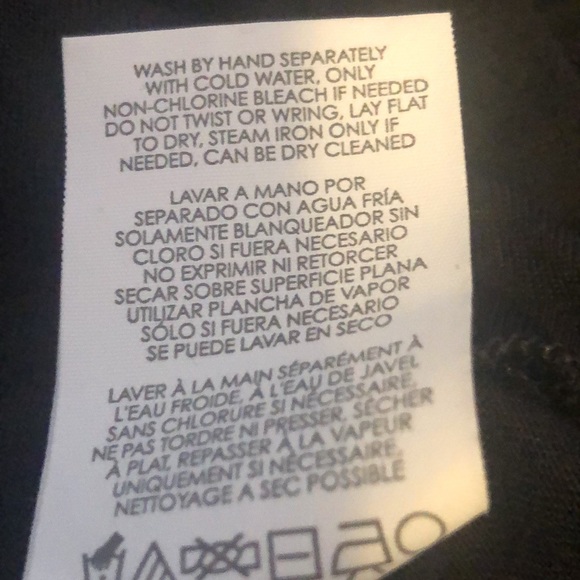 WASH BY HAND SEPARATELY
WITH COLD WATER, ONLY
NON-CHLORINE BLEACH IF NEEDED
DO NOT TWIST OR WRING, LAY FLAT
TO DRY, STEAM IRON ONLY IF
NEEDED, CAN BE DRY CLEANED
LAVAR A MANO POR
SEPARADO CON AGUA FRÍA
SOLAMENTE BLANQUEADOR SIN
CLORO SI FUERA NECESARIO
NO EXPRIMIR NI RETORCER
SECAR SOBRE SUPERFICIE PLANA
UTILIZAR PLANCHA DE VAPOR
SÓLO SI FUERA NECESARIO
SE PUEDE LAVAR EN SECO
LAVER À LA MAIN SÉPARÉMENT À
L'EAU FROIDE, À L'EAU DE JAVEL
SANS CHLORURE SI NÉCESSAIRE,
NE PAS TORDRE NI PRESSER, SÉCHER
À PLAT, REPASSER À LA VAPEUR
UNIQUEMENT SI NÉCESSAIRE,
NETTOYAGE A SEC POSSIBLE